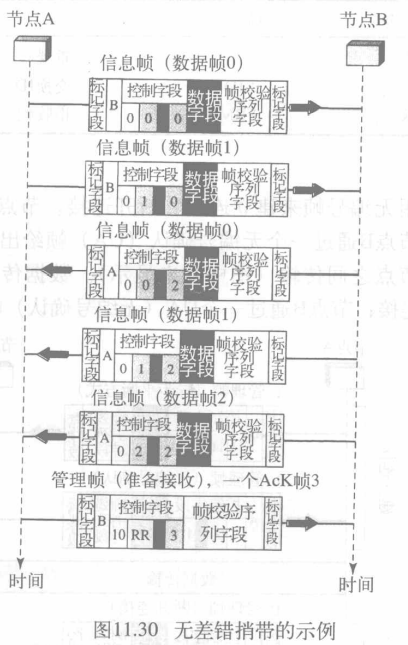 节点A 节点B
信息帧（数据帧0）
标记字段 B 控制字段 0 0 0 数据字段 帧校验序列字段 标记字段
信息帧（数据帧1）
标记字段 B 控制字段 0 1 0 数据字段 帧校验序列字段 标记字段
信息帧（数据帧0）
标记字段 A 控制字段 0 0 2 数据字段 帧校验序列字段 标记字段
信息帧（数据帧1）
标记字段 A 控制字段 0 1 2 数据字段 帧校验序列字段 标记字段
信息帧（数据帧2）
标记字段 A 控制字段 0 2 2 数据字段 帧校验序列字段 标记字段
管理帧（准备接收），一个AcK帧3
标记字段 B 控制字段 10 RR 3 帧校验序列字段 标记字段
时间 时间
图11.30 无差错捎带的示例